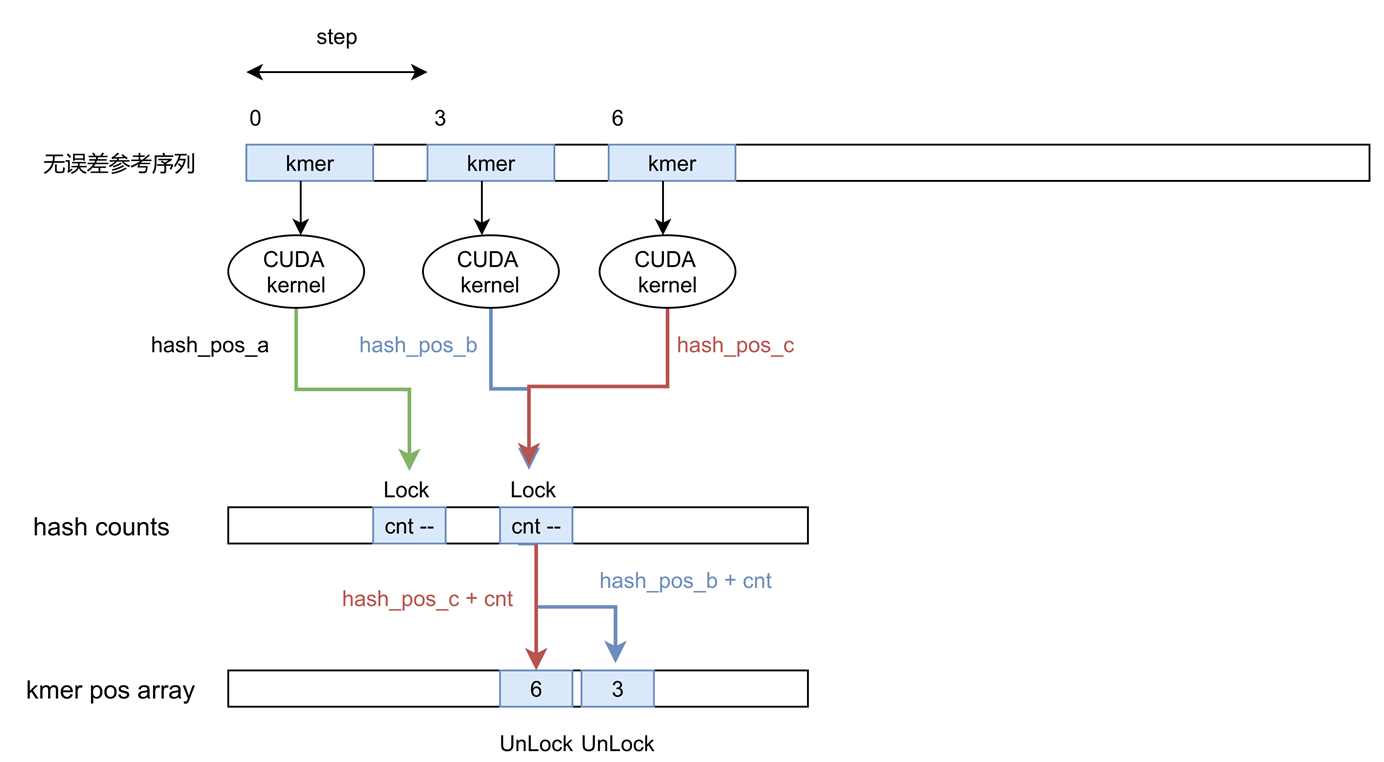 step
0
3
6
无误差参考序列
kmer
kmer
kmer
CUDA
kernel
CUDA
kernel
CUDA
kernel
hash_pos_a
hash_pos_b
hash_pos_c
Lock
Lock
hash counts
cnt --
cnt --
hash_pos_c + cnt
hash_pos_b + cnt
kmer pos array
6
3
UnLock
UnLock